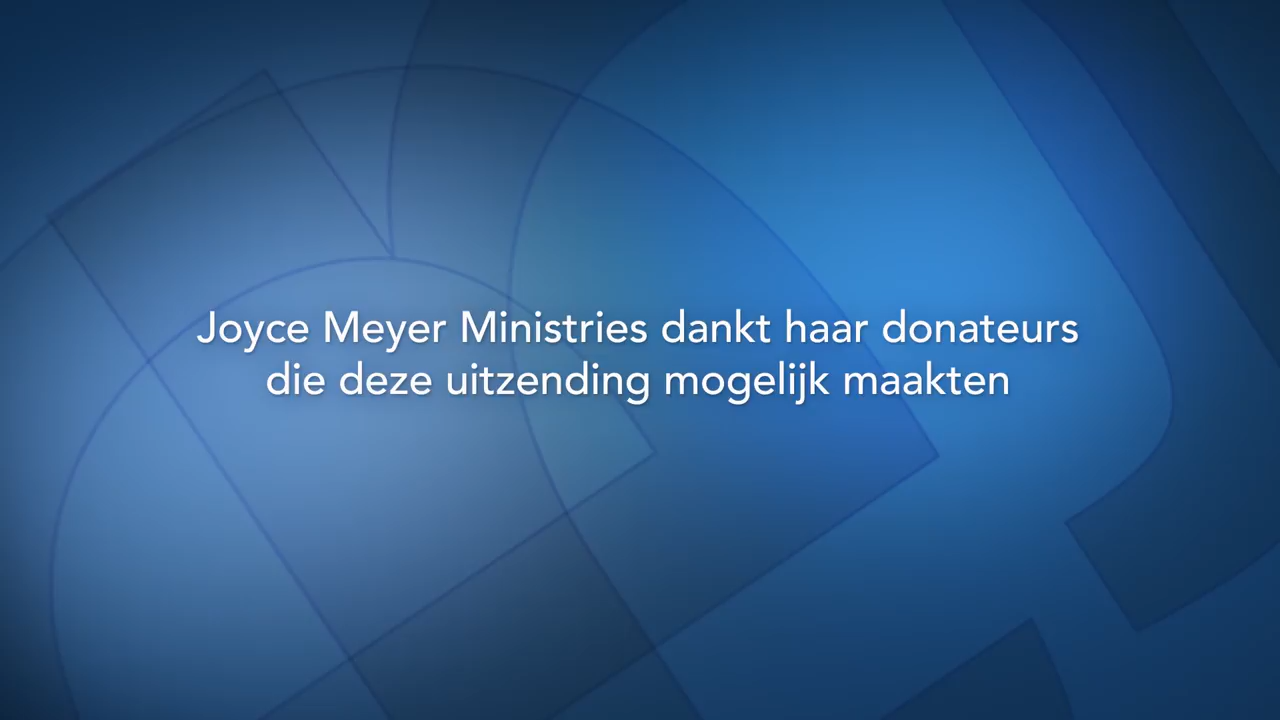 Joyce Meyer Ministries dankt haar donateurs
die deze uitzending mogelijk maakten